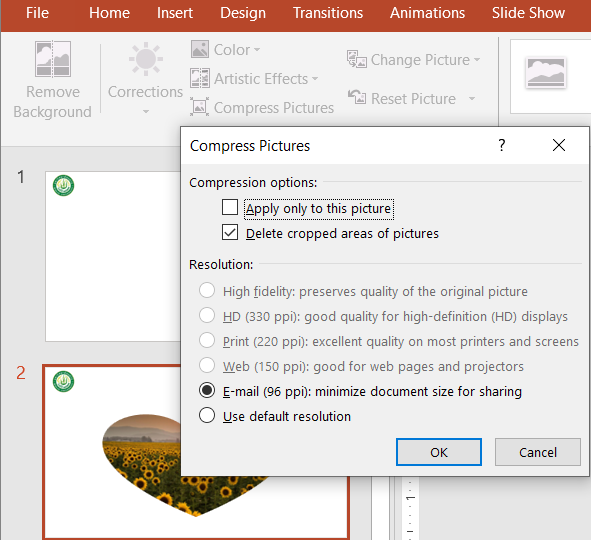 File Home Insert Design Transitions Animations Slide Show
Remove
Background
Corrections
Color
Artistic Effects
Compress Pictures
Change Picture
Reset Picture
Compress Pictures
?
Compression options:
Apply only to this picture
Delete cropped areas of pictures
Resolution:
High fidelity: preserves quality of the original picture
HD (330 ppi): good quality for high-definition (HD) displays
Print (220 ppi): excellent quality on most printers and screens
Web (150 ppi): good for web pages and projectors
E-mail (96 ppi): minimize document size for sharing
Use default resolution
OK Cancel
1
2
1